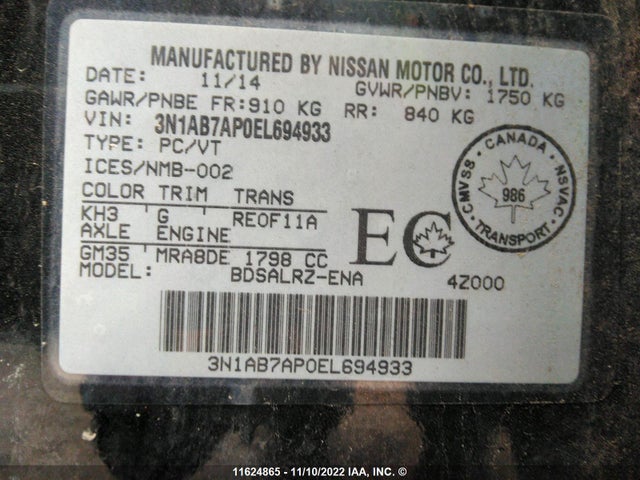 MANUFACTURED BY NISSAN MOTOR CO., LTD.
DATE: 11/14 GVWR/PNBV: 1750 KG
GAWR/PNBE FR: 910 KG RR: 840 KG
VIN: 3N1AB7AP0EL694933
TYPE: PC/VT
ICES/NMB-002
COLOR TRIM TRANS
KH3 G RE0F11A
AXLE ENGINE
GM35 MRA8DE 1798 CC
MODEL: BDSALRZ-ENA
EC
4Z000
CMVSS • CANADA • NSVAC
986
TRANSPORT
3N1AB7AP0EL694933
11624865 - 11/10/2022 IAA, INC. ©